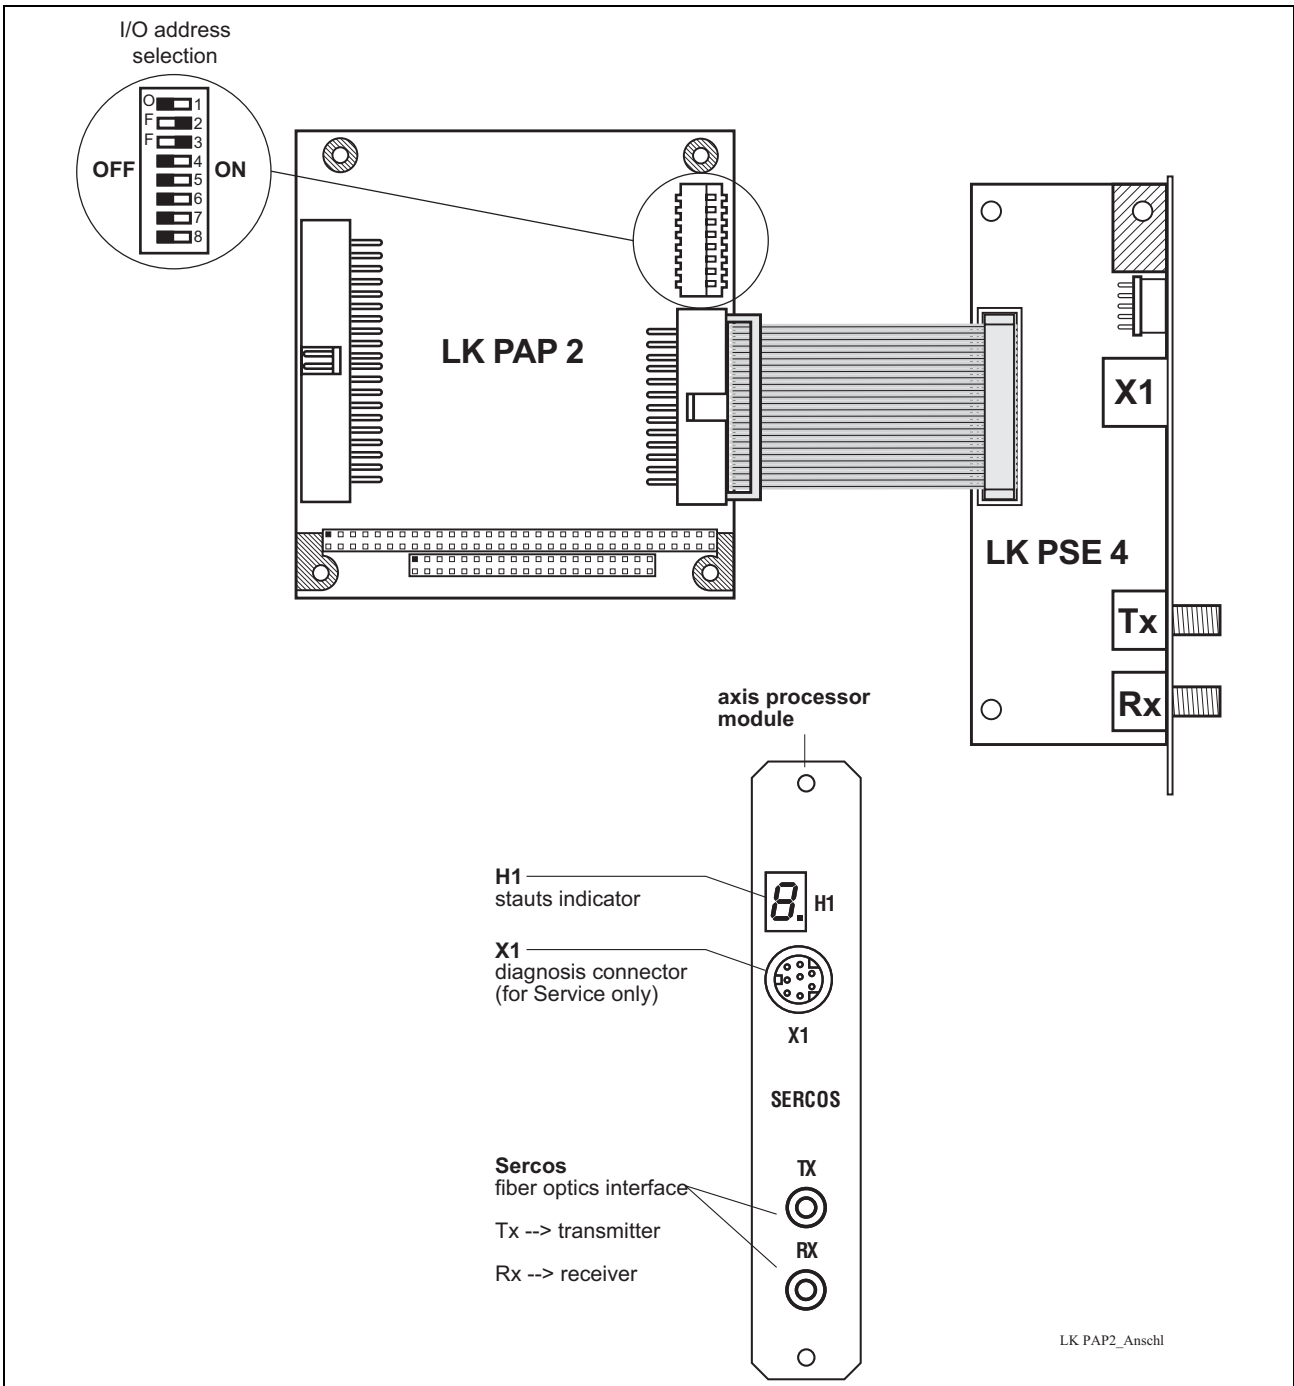 I/O address
selection
O 1
F 2
F 3
4
OFF ON
5
6
7
8
LK PAP 2
X1
LK PSE 4
Tx
Rx
axis processor
module
H1
stauts indicator
H1
X1
diagnosis connector
(for Service only)
X1
SERCOS
Sercos
fiber optics interface
TX
Tx --> transmitter
RX
Rx --> receiver
LK PAP2_Anschl